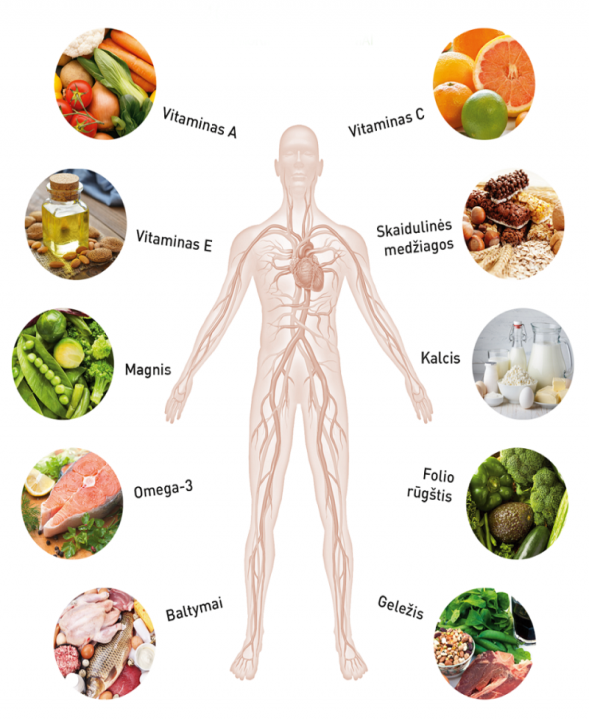 Vitaminas A
Vitaminas C
Vitaminas E
Skaidulinės
medžiagos
Magnis
Kalcis
Omega-3
Folio
rūgštis
Baltymai
Geležis